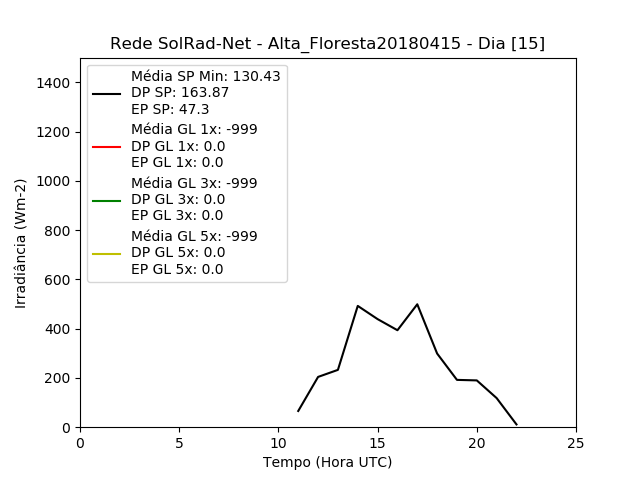 Rede SolRad-Net - Alta_Floresta20180415 - Dia [15]
Média SP Min: 130.43
DP SP: 163.87
EP SP: 47.3
Média GL 1x: -999
DP GL 1x: 0.0
EP GL 1x: 0.0
Média GL 3x: -999
DP GL 3x: 0.0
EP GL 3x: 0.0
Média GL 5x: -999
DP GL 5x: 0.0
EP GL 5x: 0.0
Irradiância (Wm-2)
1400
1200
1000
800
600
400
200
0
0 5 10 15 20 25
Tempo (Hora UTC)